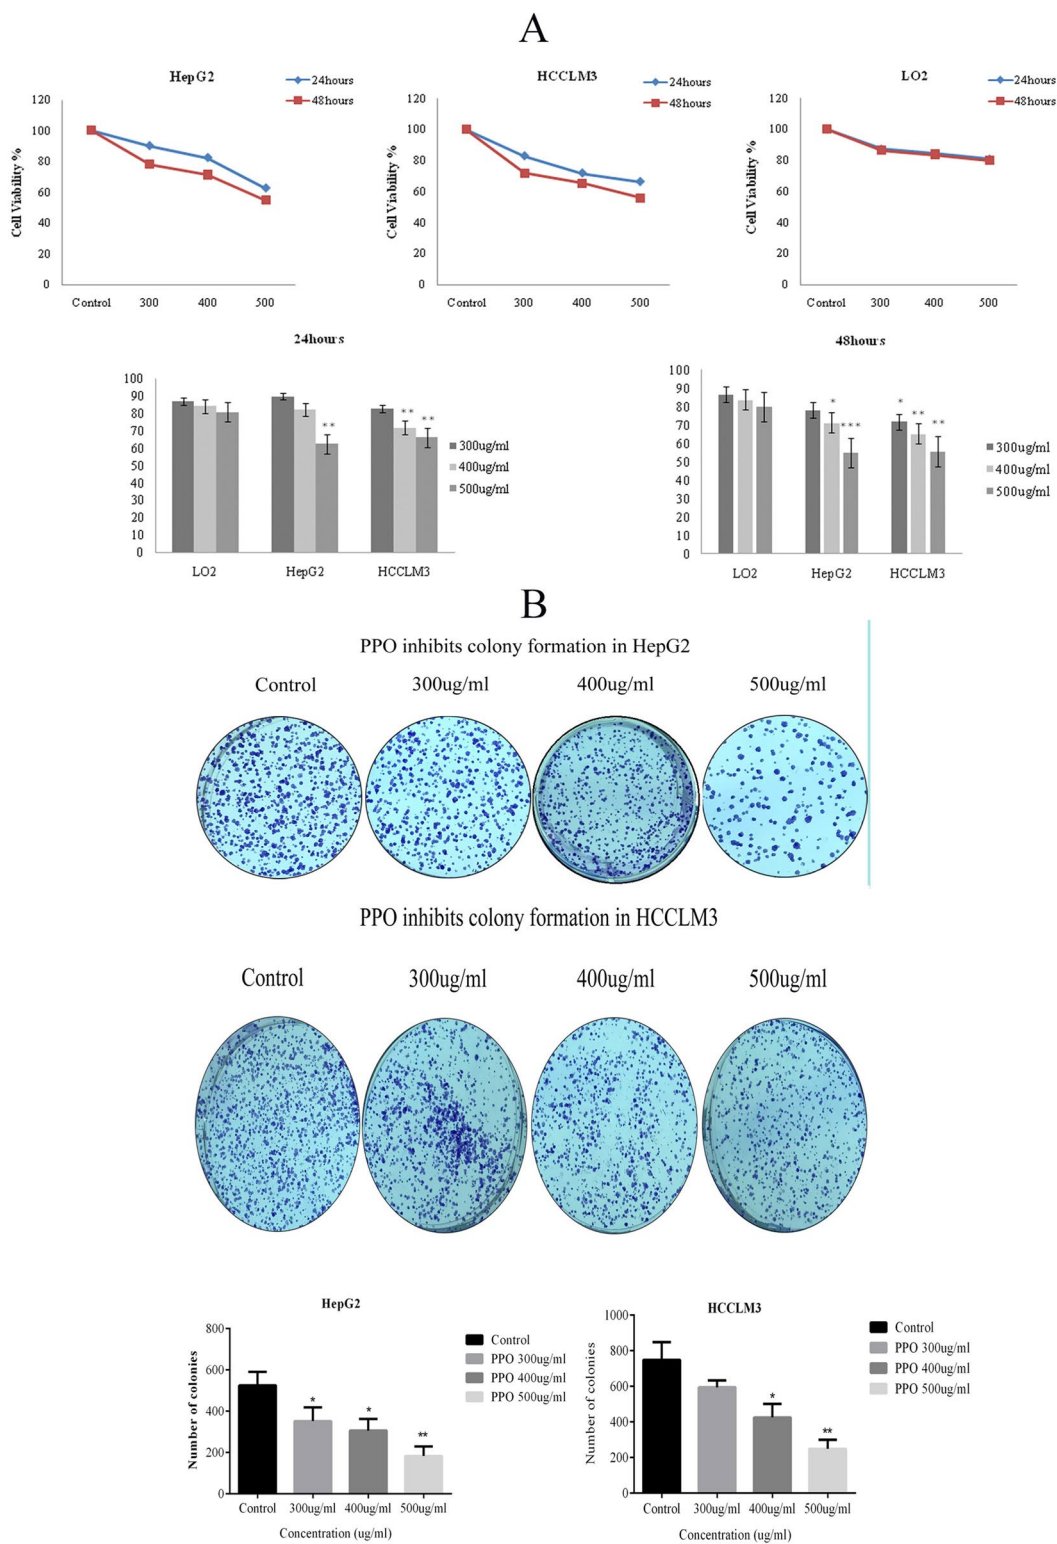 A
HepG2
24hours
48hours
Cell Viability %
120
100
80
60
40
20
0
Control 300 400 500
HCCLM3
24hours
48hours
Cell Viability %
120
100
80
60
40
20
0
Control 300 400 500
LO2
24hours
48hours
Cell Viability %
120
100
80
60
40
20
0
Control 300 400 500
24hours
100
90
80
70
60
50
40
30
20
10
0
**
**
**
LO2 HepG2 HCCLM3
300ug/ml
400ug/ml
500ug/ml
48hours
100
90
80
70
60
50
40
30
20
10
0
*
***
*
**
**
LO2 HepG2 HCCLM3
300ug/ml
400ug/ml
500ug/ml
B
PPO inhibits colony formation in HepG2
Control 300ug/ml 400ug/ml 500ug/ml
PPO inhibits colony formation in HCCLM3
Control 300ug/ml 400ug/ml 500ug/ml
HepG2
Number of colonies
800
600
400
200
0
*
*
**
Control 300ug/ml 400ug/ml 500ug/ml
Concentration (ug/ml)
Control
PPO 300ug/ml
PPO 400ug/ml
PPO 500ug/ml
HCCLM3
Number of colonies
1000
800
600
400
200
0
*
**
Control 300ug/ml 400ug/ml 500ug/ml
Concentration (ug/ml)
Control
PPO 300ug/ml
PPO 400ug/ml
PPO 500ug/ml